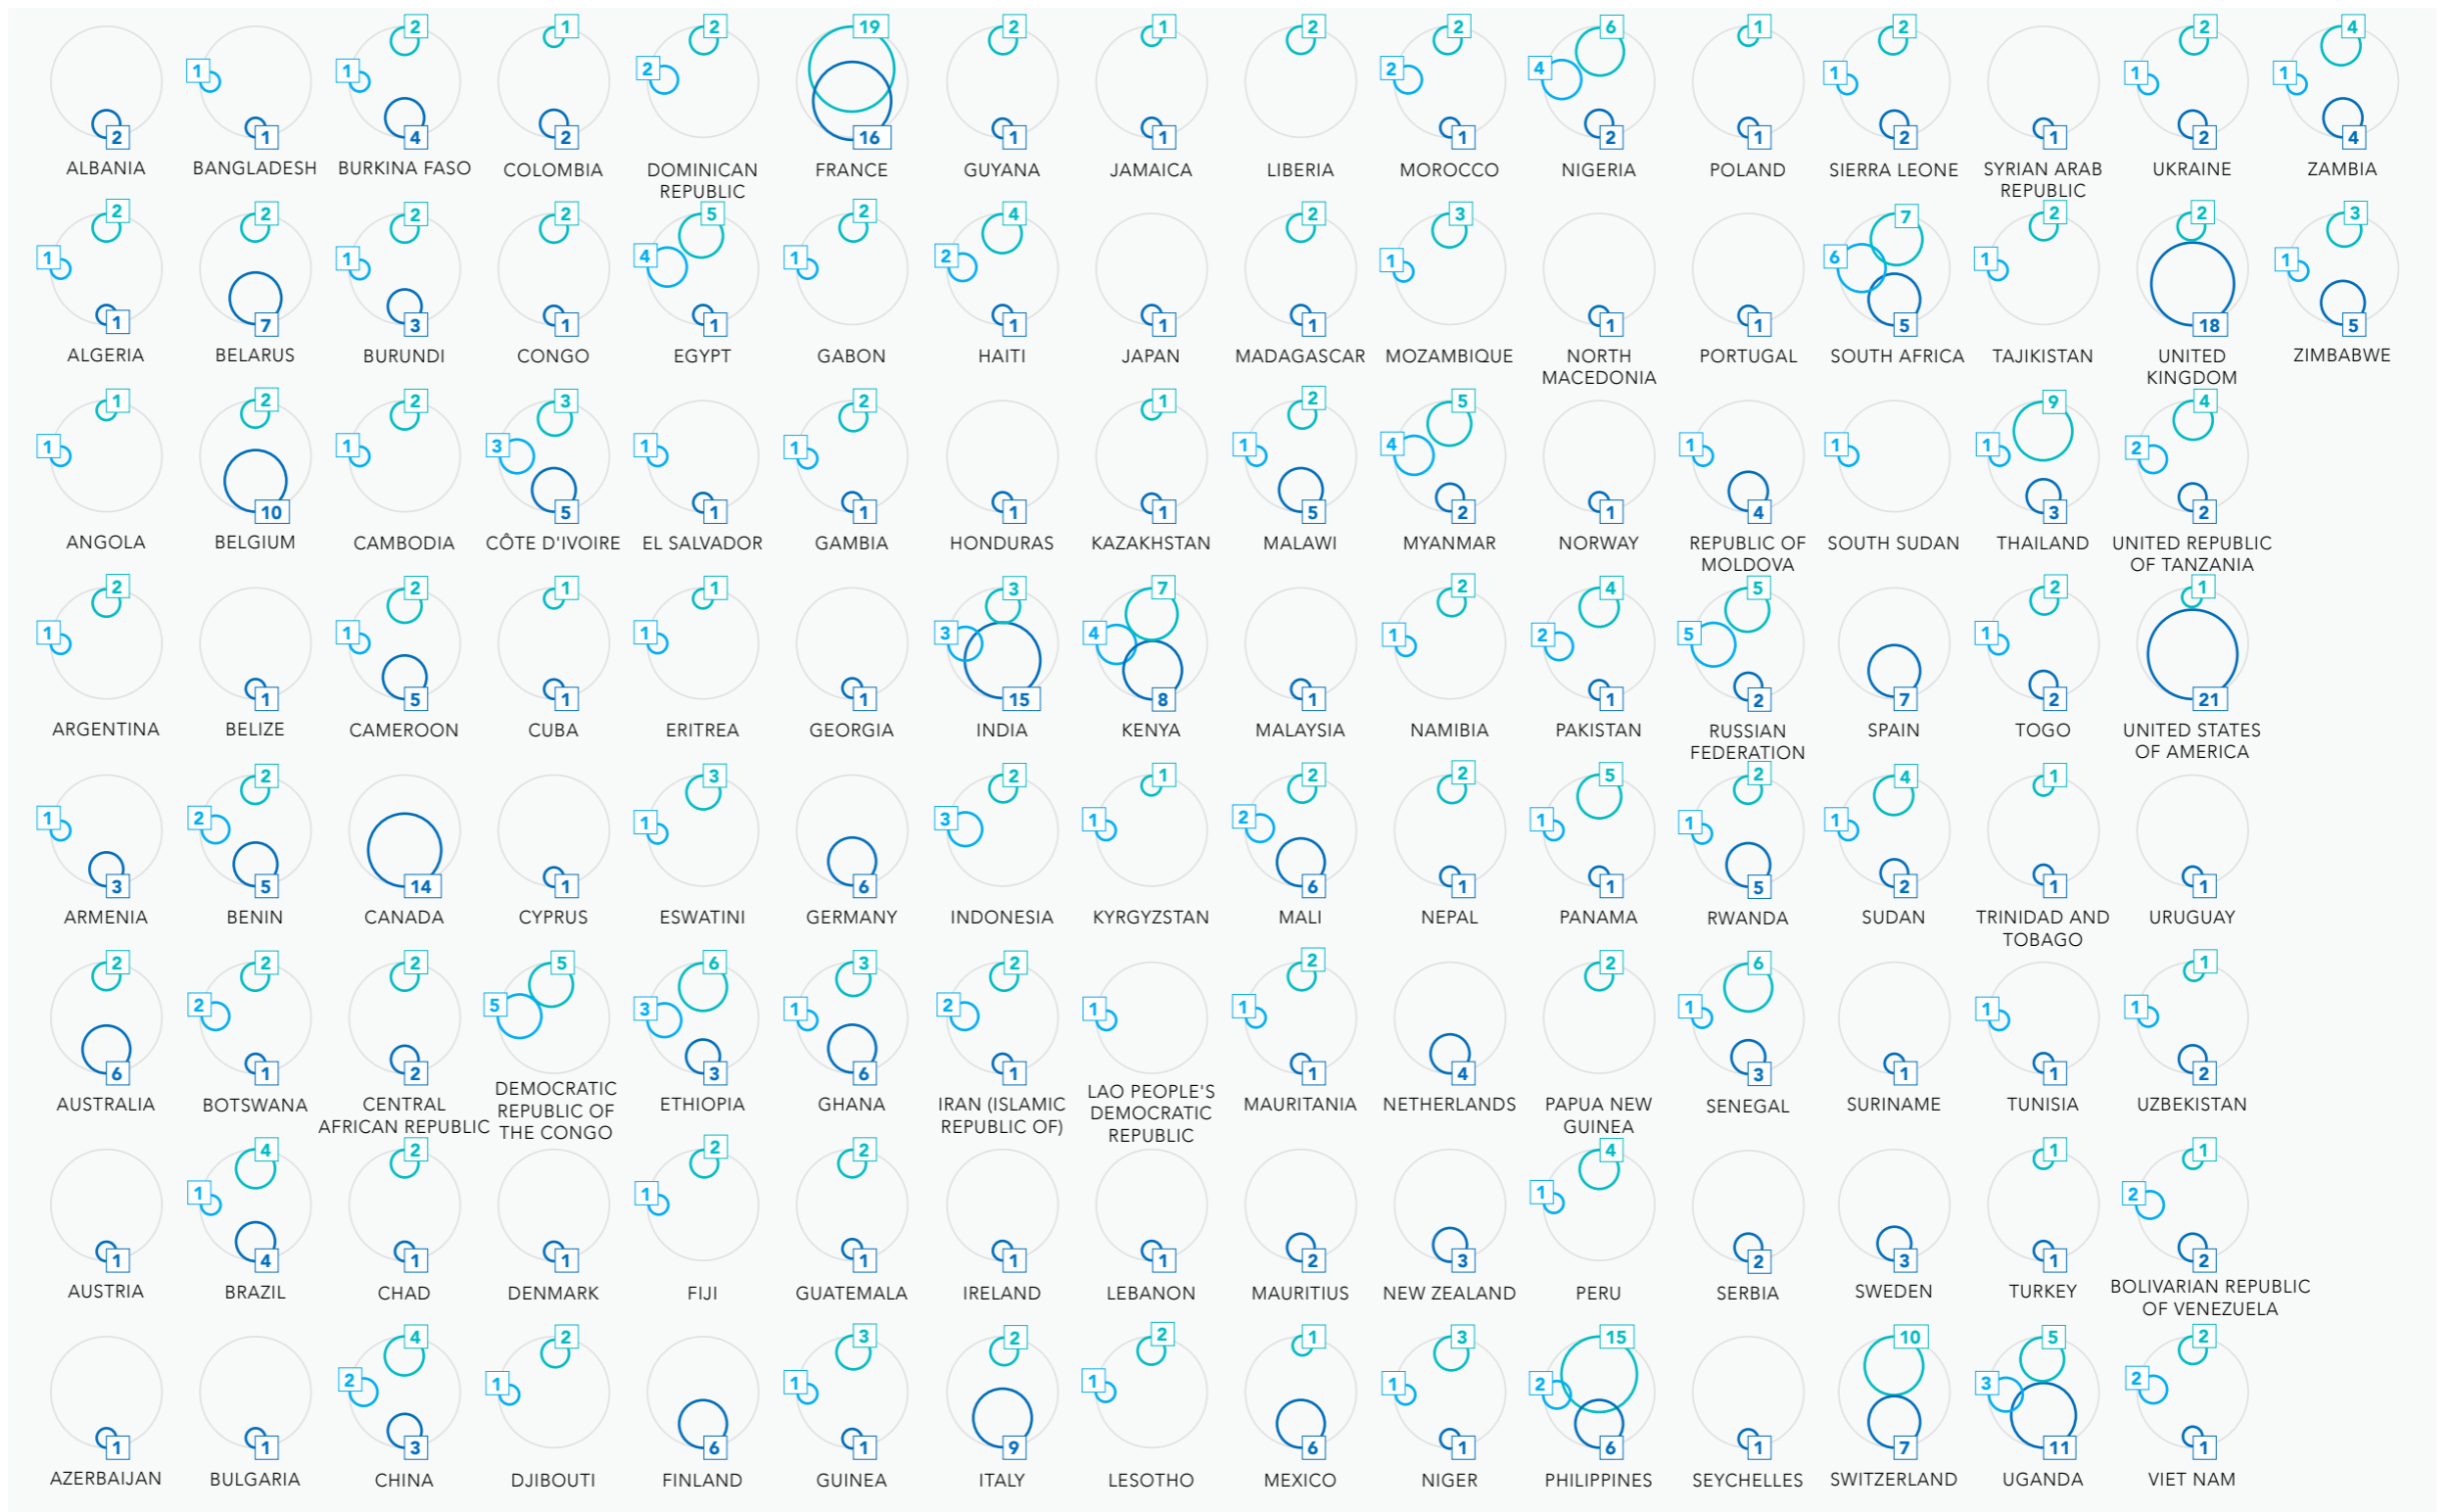 2 1 2 2 19 2 1 2 2 6 1 2 2 4
1 1 2 2 4 1 1 1
2 1 4 2 16 1 1 1 2 1 2 1 2 4
ALBANIA BANGLADESH BURKINA FASO COLOMBIA DOMINICAN FRANCE GUYANA JAMAICA LIBERIA MOROCCO NIGERIA POLAND SIERRA LEONE SYRIAN ARAB UKRAINE ZAMBIA
REPUBLIC REPUBLIC
2 2 2 2 5 2 4 2 3 7 2 2 3
1 1 4 1 2 1 6 1 1
1 7 3 1 1 1 1 1 1 1 5 18 5
ALGERIA BELARUS BURUNDI CONGO EGYPT GABON HAITI JAPAN MADAGASCAR MOZAMBIQUE NORTH PORTUGAL SOUTH AFRICA TAJIKISTAN UNITED ZIMBABWE
MACEDONIA KINGDOM
1 2 2 3 2 1 2 5 9 4
1 1 3 1 1 1 4 1 1 1 2
10 5 1 1 1 1 5 2 1 4 3 2
ANGOLA BELGIUM CAMBODIA CÔTE D'IVOIRE EL SALVADOR GAMBIA HONDURAS KAZAKHSTAN MALAWI MYANMAR NORWAY REPUBLIC OF SOUTH SUDAN THAILAND UNITED REPUBLIC
MOLDOVA OF TANZANIA
2 2 1 1 3 7 2 4 5 2 1
1 1 1 3 4 1 2 5 1
1 5 1 1 15 8 1 1 2 7 2 21
ARGENTINA BELIZE CAMEROON CUBA ERITREA GEORGIA INDIA KENYA MALAYSIA NAMIBIA PAKISTAN RUSSIAN SPAIN TOGO UNITED STATES
FEDERATION OF AMERICA
2 3 2 1 2 2 5 2 4 1
1 2 1 3 1 2 1 1 1
3 5 14 1 6 6 1 1 5 2 1 1
ARMENIA BENIN CANADA CYPRUS ESWATINI GERMANY INDONESIA KYRGYZSTAN MALI NEPAL PANAMA RWANDA SUDAN TRINIDAD AND URUGUAY
TOBAGO
2 2 2 5 6 3 2 2 2 6 1
2 5 3 1 2 1 1 1 1 1
6 1 2 3 6 1 1 4 3 1 1 2
AUSTRALIA BOTSWANA CENTRAL DEMOCRATIC ETHIOPIA GHANA IRAN (ISLAMIC LAO PEOPLE'S MAURITANIA NETHERLANDS PAPUA NEW SENEGAL SURINAME TUNISIA UZBEKISTAN
AFRICAN REPUBLIC REPUBLIC OF REPUBLIC OF) DEMOCRATIC GUINEA
THE CONGO REPUBLIC
4 2 2 2 4 1 1
1 1 1 2
1 4 1 1 1 1 1 2 3 2 3 1 2
AUSTRIA BRAZIL CHAD DENMARK FIJI GUATEMALA IRELAND LEBANON MAURITIUS NEW ZEALAND PERU SERBIA SWEDEN TURKEY BOLIVARIAN REPUBLIC
OF VENEZUELA
4 2 3 2 2 1 3 15 10 5 2
2 1 1 1 1 2 3 2
1 1 3 6 1 9 6 1 6 1 7 11 1
AZERBAIJAN BULGARIA CHINA DJIBOUTI FINLAND GUINEA ITALY LESOTHO MEXICO NIGER PHILIPPINES SEYCHELLES SWITZERLAND UGANDA VIET NAM